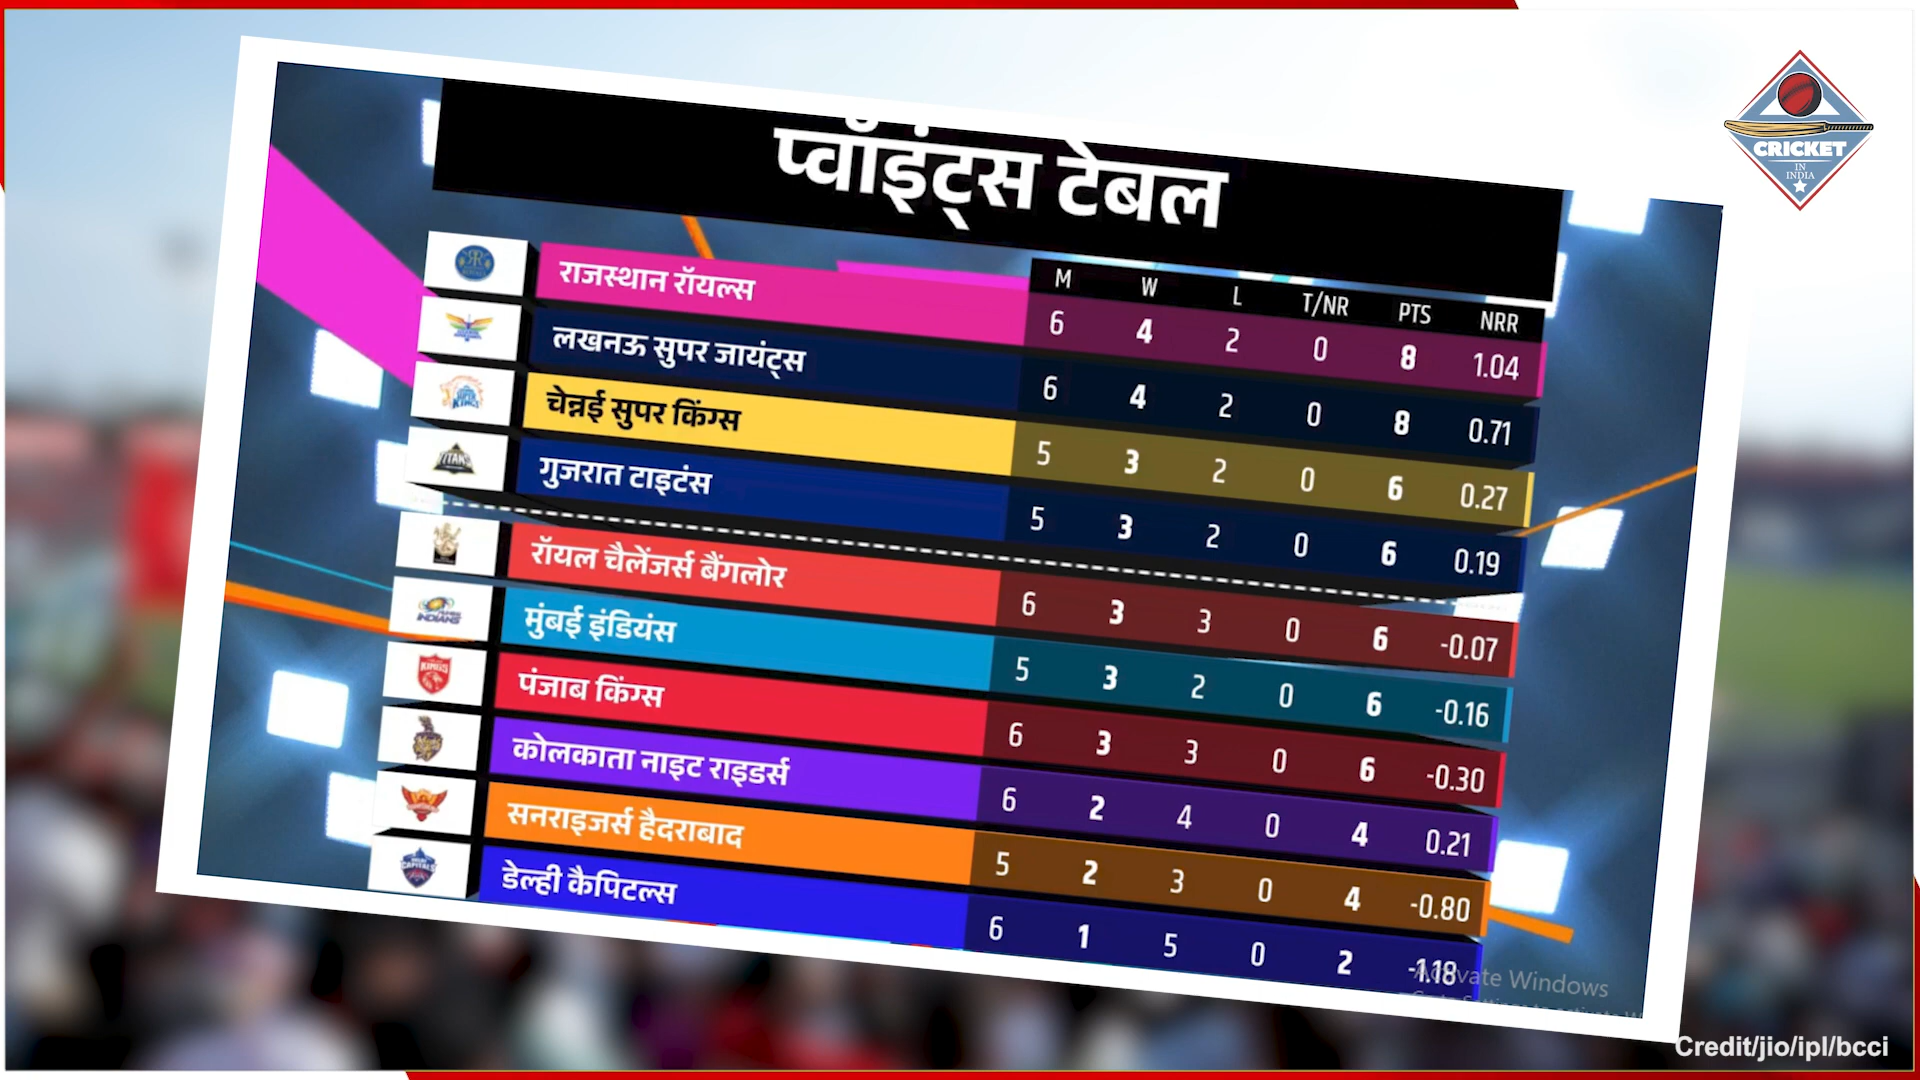 CRICKET
IN
INDIA
प्वॉइंट्स टेबल
M W L T/NR PTS NRR
राजस्थान रॉयल्स 6 4 2 0 8 1.04
लखनऊ सुपर जायंट्स 6 4 2 0 8 0.71
चेन्नई सुपर किंग्स 5 3 2 0 6 0.27
गुजरात टाइटंस 5 3 2 0 6 0.19
रॉयल चैलेंजर्स बैंगलोर 6 3 3 0 6 -0.07
मुंबई इंडियंस 5 3 2 0 6 -0.16
पंजाब किंग्स 6 3 3 0 6 -0.30
कोलकाता नाइट राइडर्स 6 2 4 0 4 0.21
सनराइजर्स हैदराबाद 5 2 3 0 4 -0.80
डेल्ही कैपिटल्स 6 1 5 0 2 -1.18
Activate Windows
Credit/jio/ipl/bcci